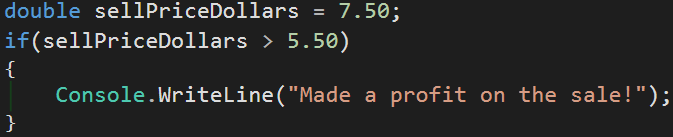 double sellPriceDollars = 7.50;
if(sellPriceDollars > 5.50)
{
    Console.WriteLine("Made a profit on the sale!");
}